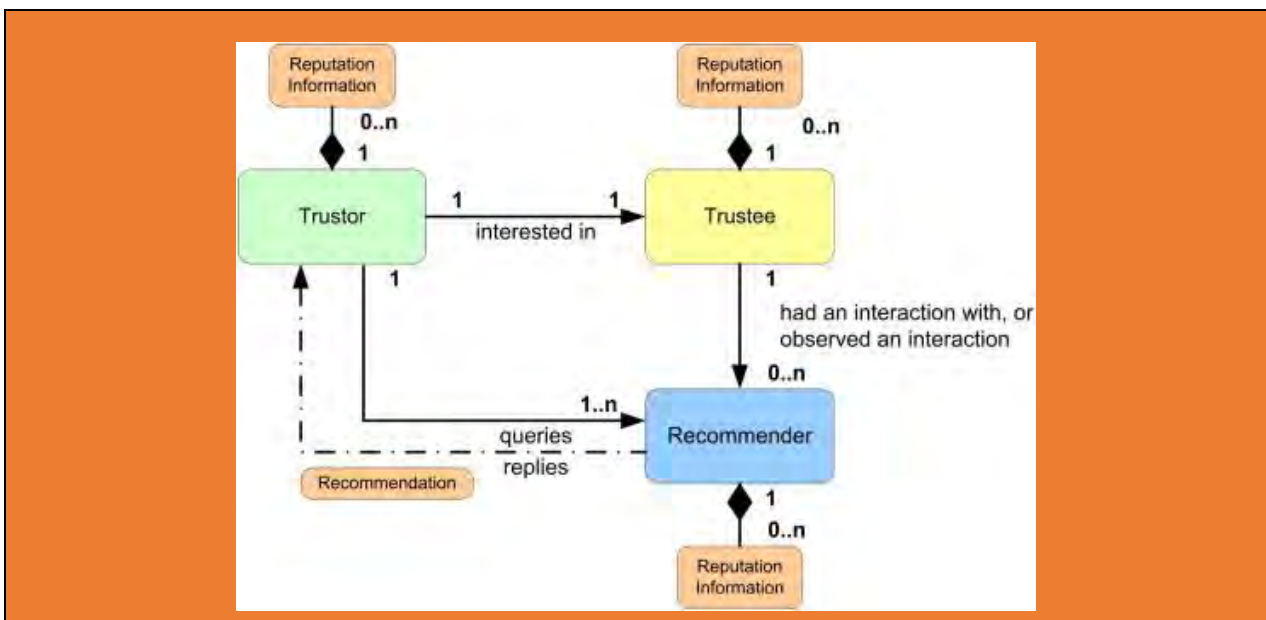 Reputation
Information
Reputation
Information
0..n
0..n
1
1
Trustor
1
1
Trustee
interested in
1
1
had an interaction with, or
observed an interaction
0..n
1..n
queries
Recommender
replies
Recommendation
1
0..n
Reputation
Information